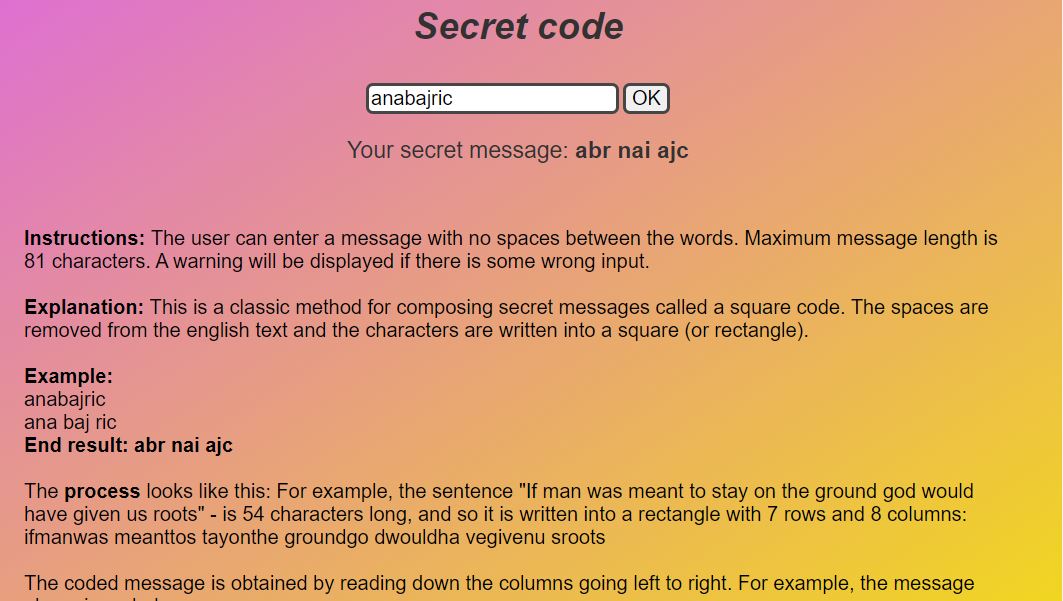 Secret code
anabajric OK
Your secret message: abr nai ajc
Instructions: The user can enter a message with no spaces between the words. Maximum message length is
81 characters. A warning will be displayed if there is some wrong input.
Explanation: This is a classic method for composing secret messages called a square code. The spaces are
removed from the english text and the characters are written into a square (or rectangle).
Example:
anabajric
ana baj ric
End result: abr nai ajc
The process looks like this: For example, the sentence "If man was meant to stay on the ground god would
have given us roots" - is 54 characters long, and so it is written into a rectangle with 7 rows and 8 columns:
ifmanwas meanttos tayonthe groundgo dwouldha vegivenu sroots
The coded message is obtained by reading down the columns going left to right. For example, the message